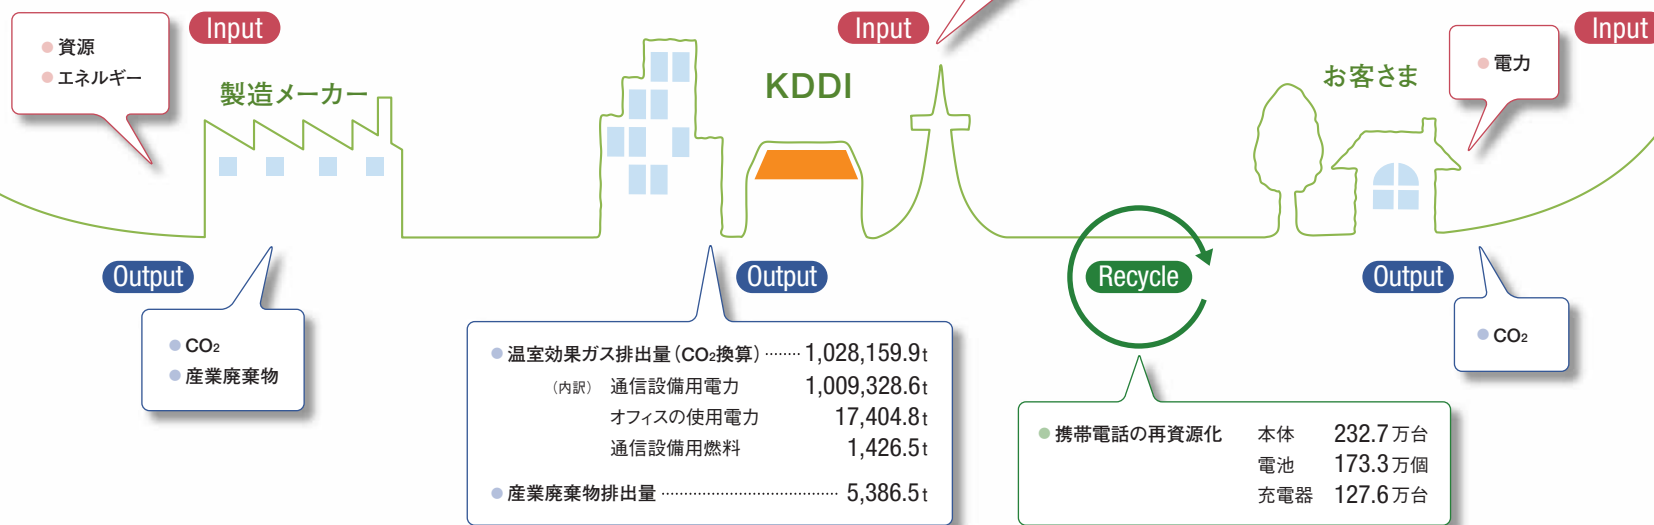 Input
● 資源
● エネルギー
製造メーカー
Output
● CO₂
● 産業廃棄物
Input
KDDI
Output
● 温室効果ガス排出量（CO₂換算）········ 1,028,159.9t
（内訳） 通信設備用電力 1,009,328.6t
オフィスの使用電力 17,404.8t
通信設備用燃料 1,426.5t
● 産業廃棄物排出量 ········ 5,386.5t
Recycle
● 携帯電話の再資源化 本体 232.7万台
電池 173.3万個
充電器 127.6万台
Input
● 電力
お客さま
Output
● CO₂